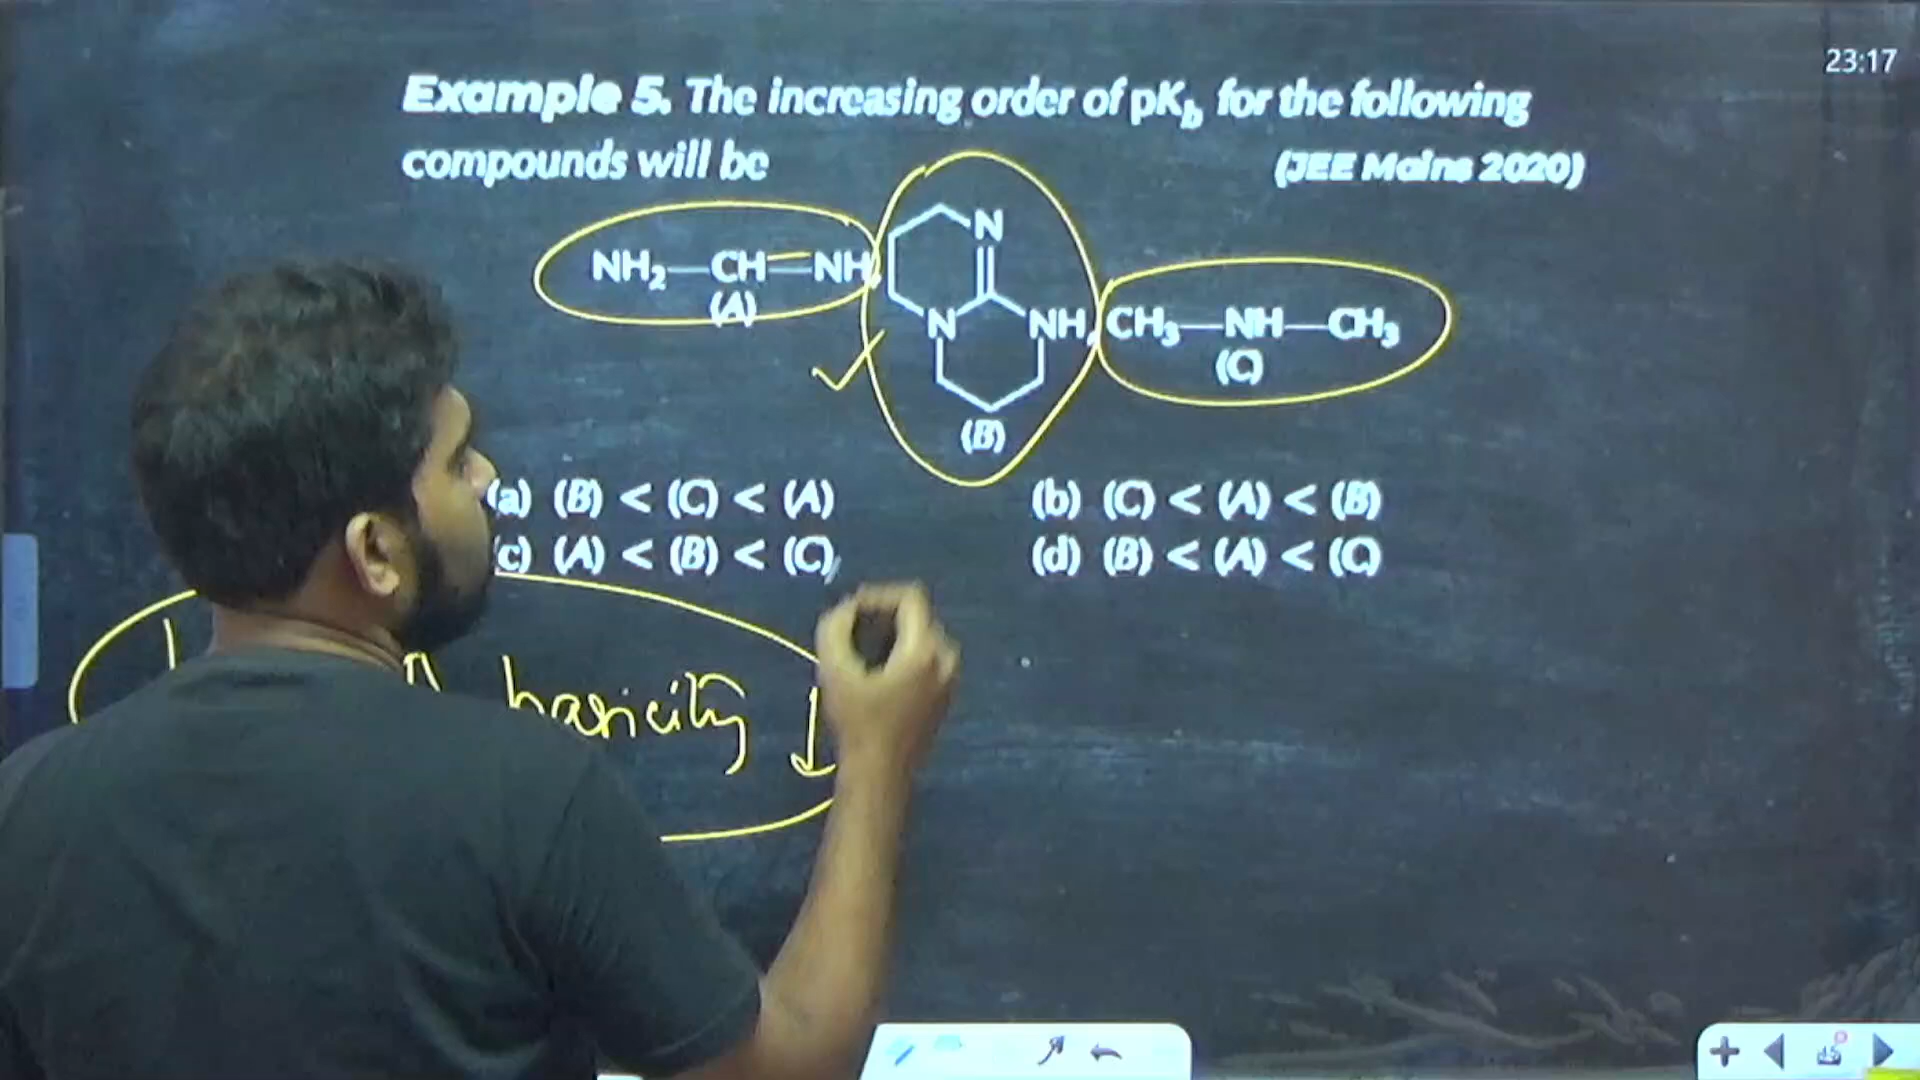 23:17
Example 5. The increasing order of pKb for the following
compounds will be (JEE Mains 2020)
NH2—CH=NH,
(A)
N
N NH,
(B)
CH3—NH—CH3
(C)
(a) (B) < (C) < (A) (b) (C) < (A) < (B)
(c) (A) < (B) < (C) (d) (B) < (A) < (C)
basicity ↓